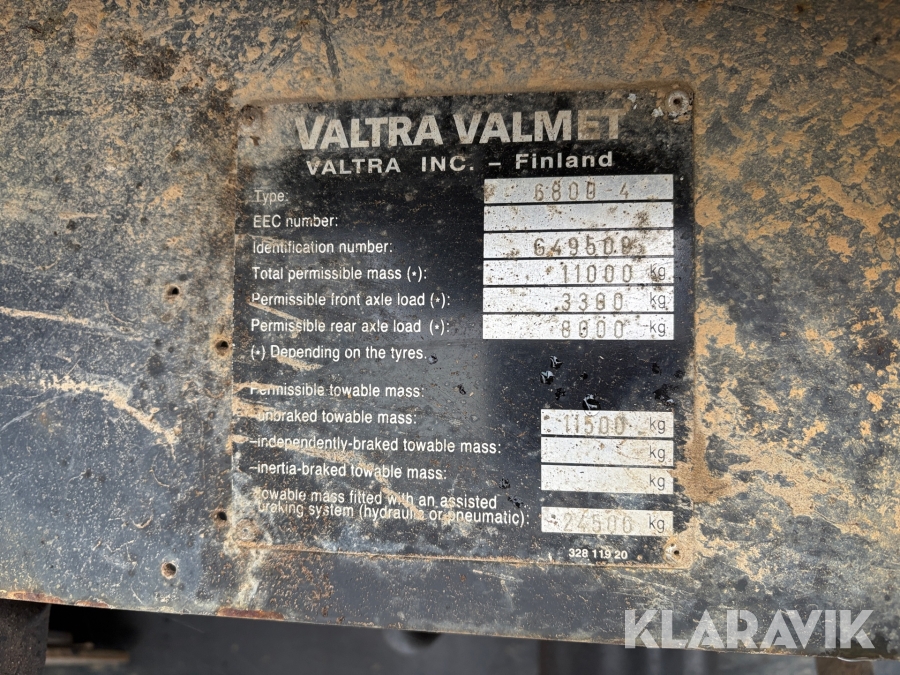 VALTRA VALMET
VALTRA INC. – Finland
Type: 6800-4
EEC number:
Identification number: 649509
Total permissible mass (*): 11000 kg
Permissible front axle load (*): kg
Permissible rear axle load (*): 8000 kg
(*) Depending on the tyres.
Permissible towable mass:
unbraked towable mass: 11500 kg
–independently-braked towable mass: kg
–inertia-braked towable mass: kg
towable mass fitted with an assisted
breking system (hydraulic or pneumatic): 24500 kg
328 119 20
KLARAVIK